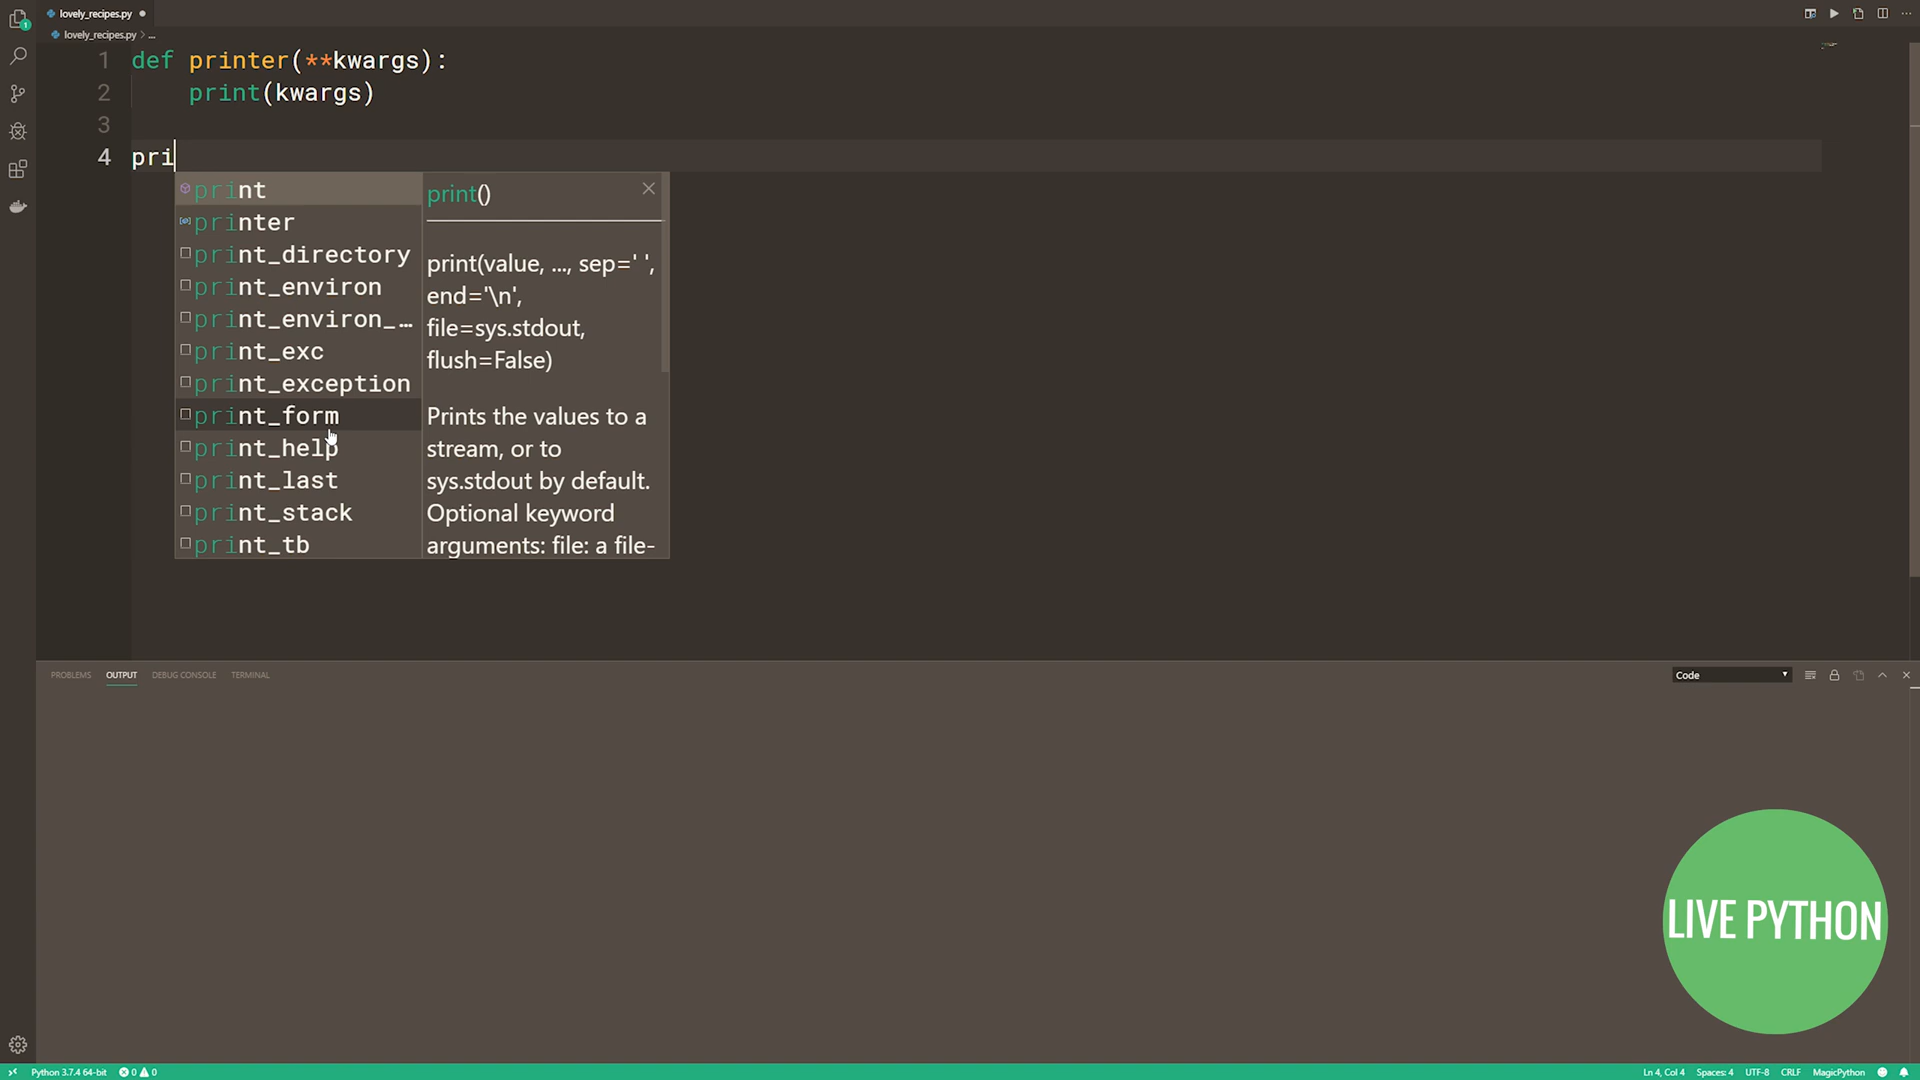 lovely_recipes.py
lovely_recipes.py > ...
1 def printer(**kwargs):
2 print(kwargs)
3
4 pri
print
printer
print_directory
print_environ
print_environ_...
print_exc
print_exception
print_form
print_help
print_last
print_stack
print_tb
print()
print(value, ..., sep=' ',
end='\n',
file=sys.stdout,
flush=False)
Prints the values to a
stream, or to
sys.stdout by default.
Optional keyword
arguments: file: a file-
PROBLEMS OUTPUT DEBUG CONSOLE TERMINAL
Code
LIVE PYTHON
Python 3.7.4 64-bit 0 0
Ln 4, Col 4 Spaces: 4 UTF-8 CRLF MagicPython
1